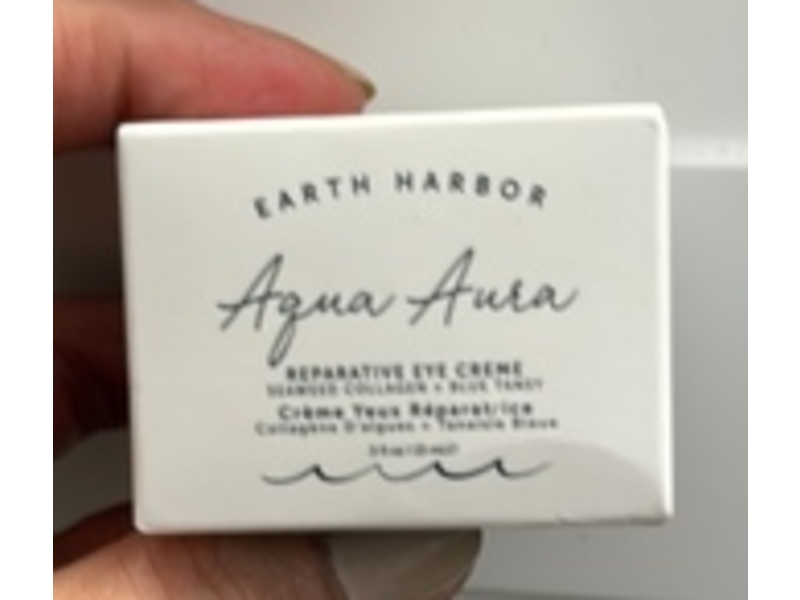 EARTH HARBOR
Aqua Aura
REPARATIVE EYE CREME
SEAWEED COLLAGEN + BLUE TANSY
Crème Yeux Réparatrice
Collagène D'algues + Tanaisie Bleue